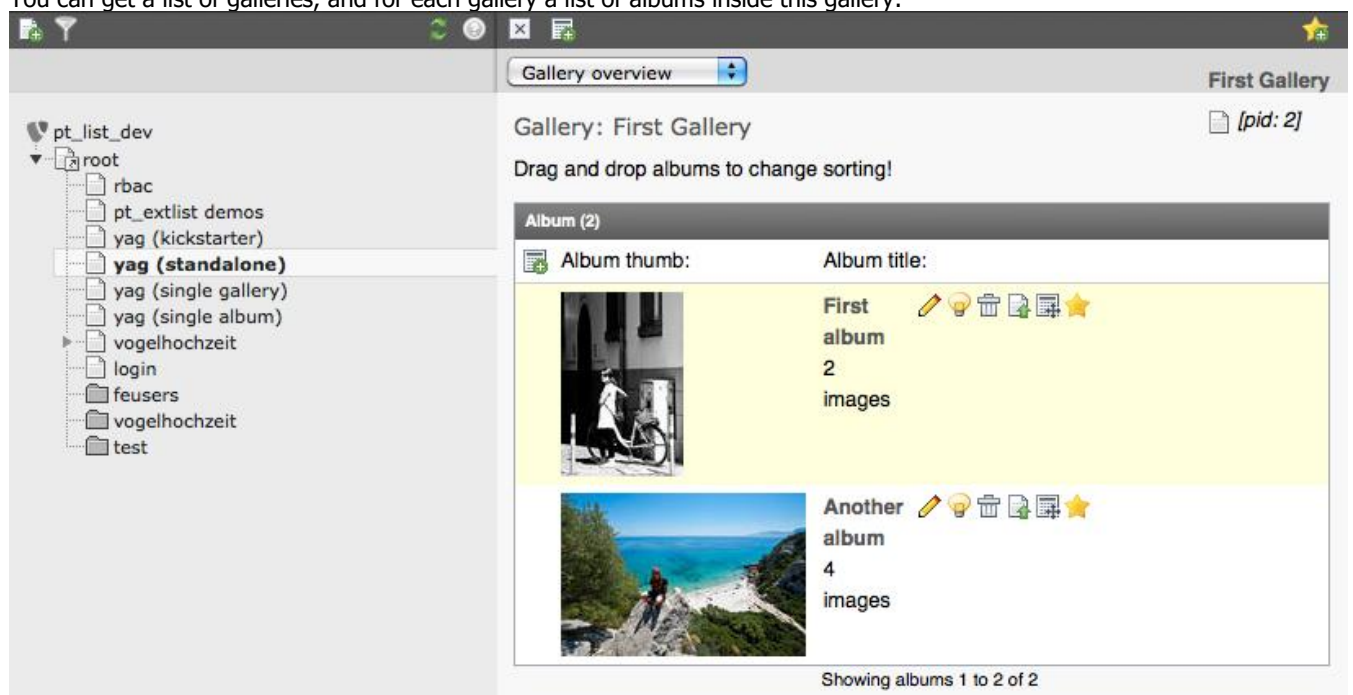 You can get a list of galleries, and for each gallery a list of albums inside this gallery.
Gallery overview
First Gallery
pt_list_dev
root
rbac
pt_extlist demos
yag (kickstarter)
yag (standalone)
yag (single gallery)
yag (single album)
vogelhochzeit
login
feusers
vogelhochzeit
test
Gallery: First Gallery
[pid: 2]
Drag and drop albums to change sorting!
Album (2)
Album thumb: Album title:
First
album
2
images
Another
album
4
images
Showing albums 1 to 2 of 2